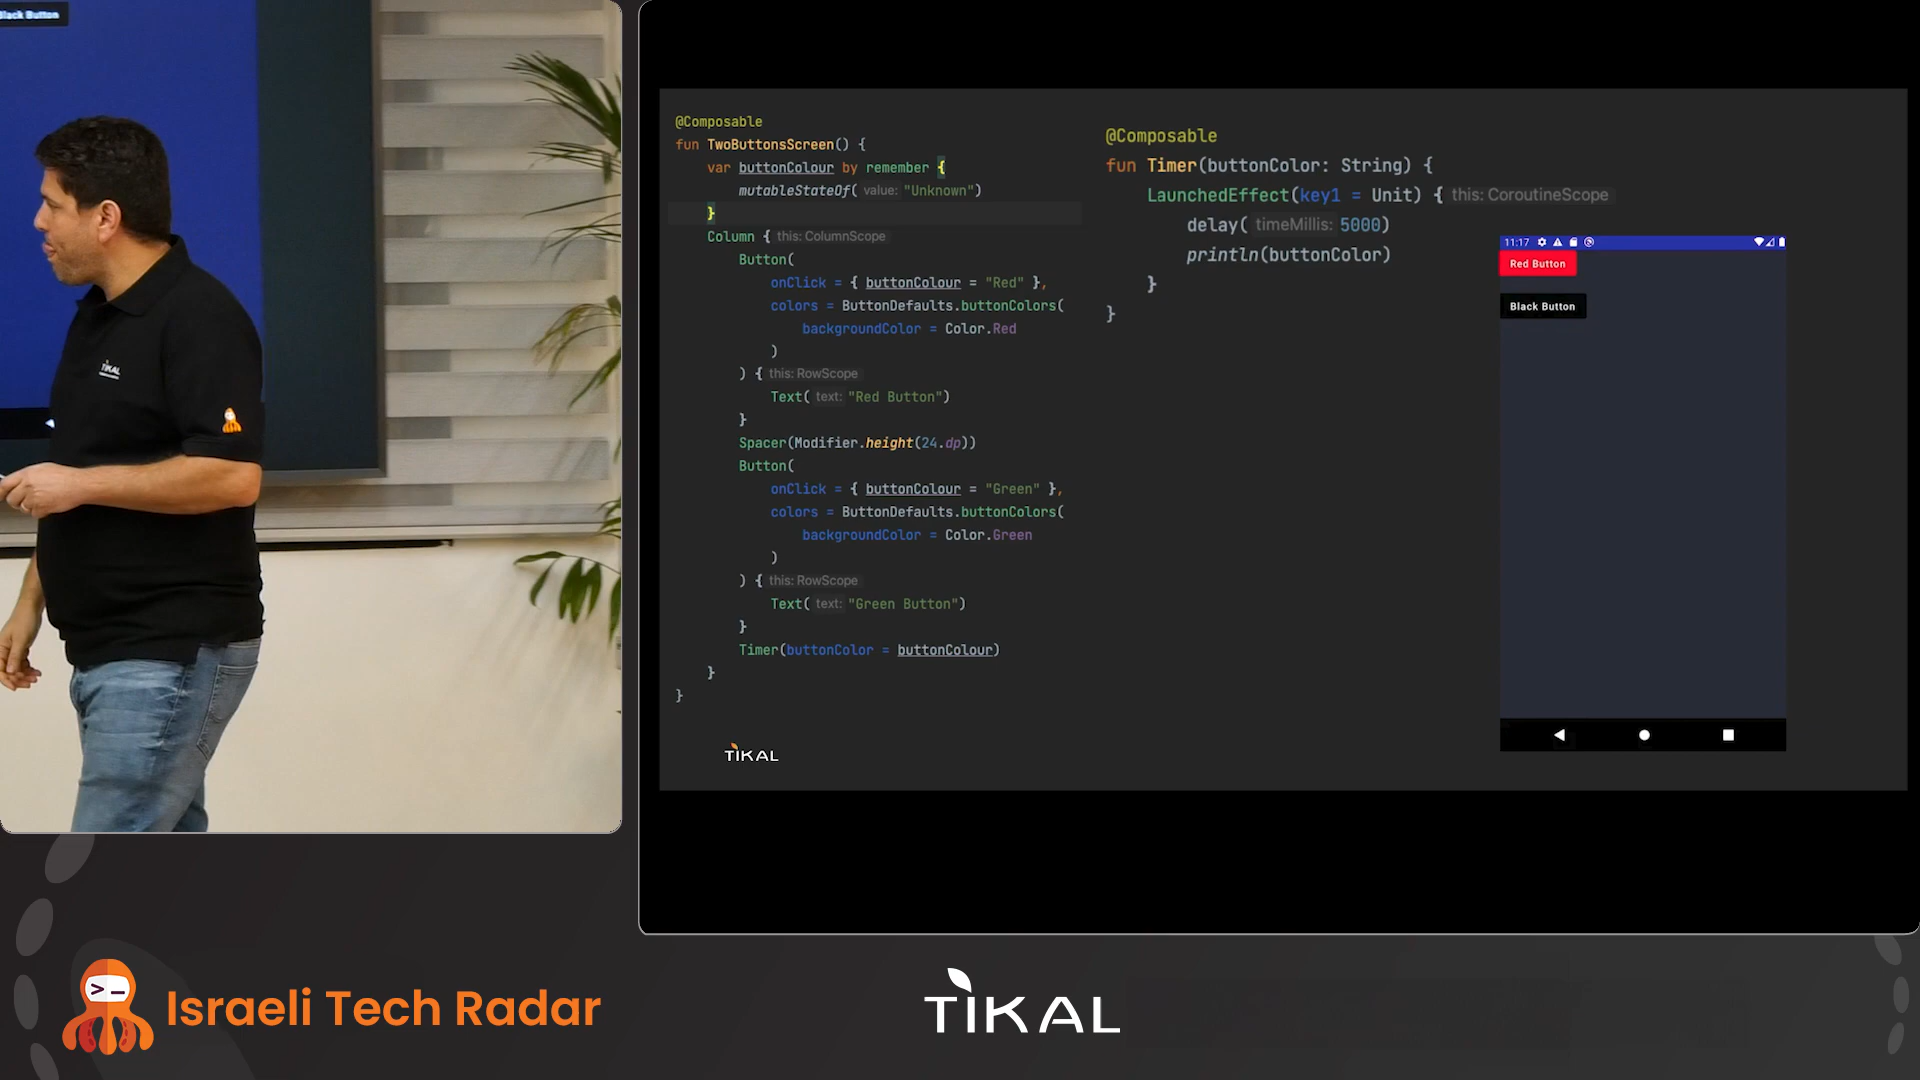 Black Button
TIKAL
@Composable
fun TwoButtonsScreen() {
var buttonColour by remember {
mutableStateOf( value: "Unknown")
}
Column { this: ColumnScope
Button(
onClick = { buttonColour = "Red" },
colors = ButtonDefaults.buttonColors(
backgroundColor = Color.Red
)
) { this: RowScope
Text( text: "Red Button")
}
Spacer(Modifier.height(24.dp))
Button(
onClick = { buttonColour = "Green" },
colors = ButtonDefaults.buttonColors(
backgroundColor = Color.Green
)
) { this: RowScope
Text( text: "Green Button")
}
Timer(buttonColor = buttonColour)
}
}
TIKAL
@Composable
fun Timer(buttonColor: String) {
LaunchedEffect(key1 = Unit) { this: CoroutineScope
delay( timeMillis: 5000)
println(buttonColor)
}
}
11:17
Red Button
Black Button
>_
Israeli Tech Radar
TIKAL